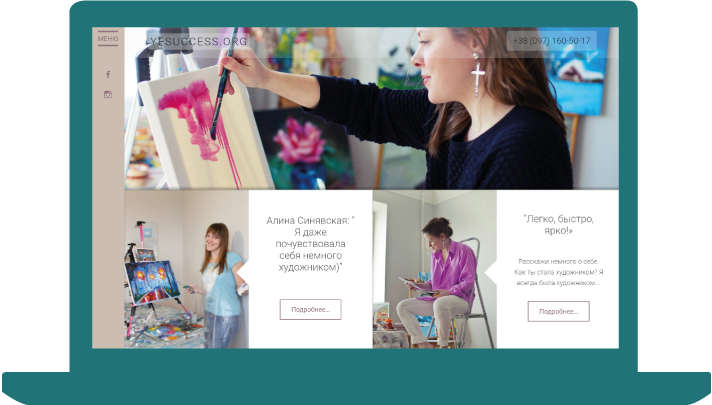 МЕНЮ
YESUCCESS.ORG
+38 (097) 160-50-17
Алина Синявская: "
Я даже
почувствовала
себя немного
художником)"
Подробнее...
"Легко, быстро,
ярко!»
Расскажи немного о себе.
Как ты стала художником? Я
всегда была художником...
Подробнее...